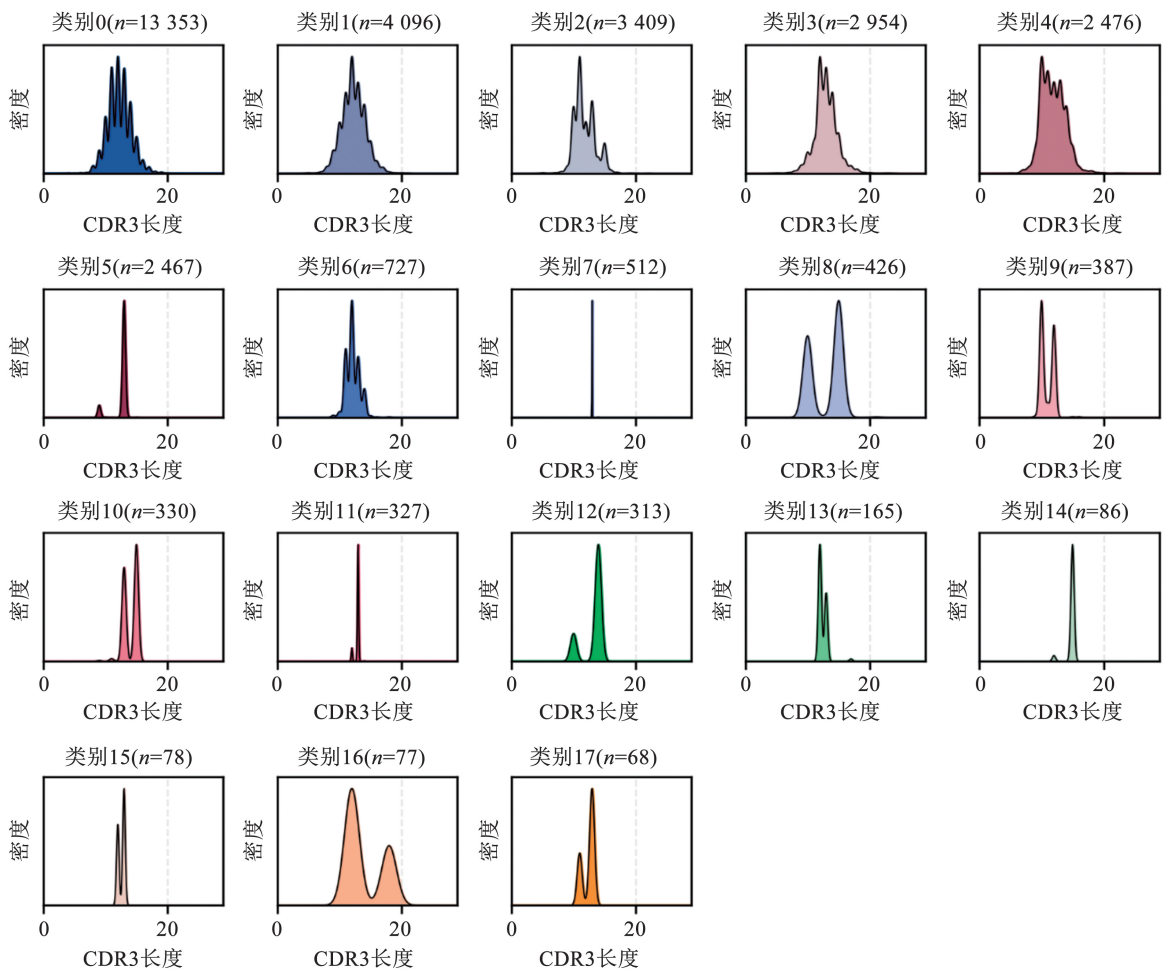 类别0(n=13 353) 类别1(n=4 096) 类别2(n=3 409) 类别3(n=2 954) 类别4(n=2 476)
密度 密度 密度 密度 密度
0 20 0 20 0 20 0 20 0 20
CDR3长度 CDR3长度 CDR3长度 CDR3长度 CDR3长度
类别5(n=2 467) 类别6(n=727) 类别7(n=512) 类别8(n=426) 类别9(n=387)
密度 密度 密度 密度 密度
0 20 0 20 0 20 0 20 0 20
CDR3长度 CDR3长度 CDR3长度 CDR3长度 CDR3长度
类别10(n=330) 类别11(n=327) 类别12(n=313) 类别13(n=165) 类别14(n=86)
密度 密度 密度 密度 密度
0 20 0 20 0 20 0 20 0 20
CDR3长度 CDR3长度 CDR3长度 CDR3长度 CDR3长度
类别15(n=78) 类别16(n=77) 类别17(n=68)
密度 密度 密度
0 20 0 20 0 20
CDR3长度 CDR3长度 CDR3长度